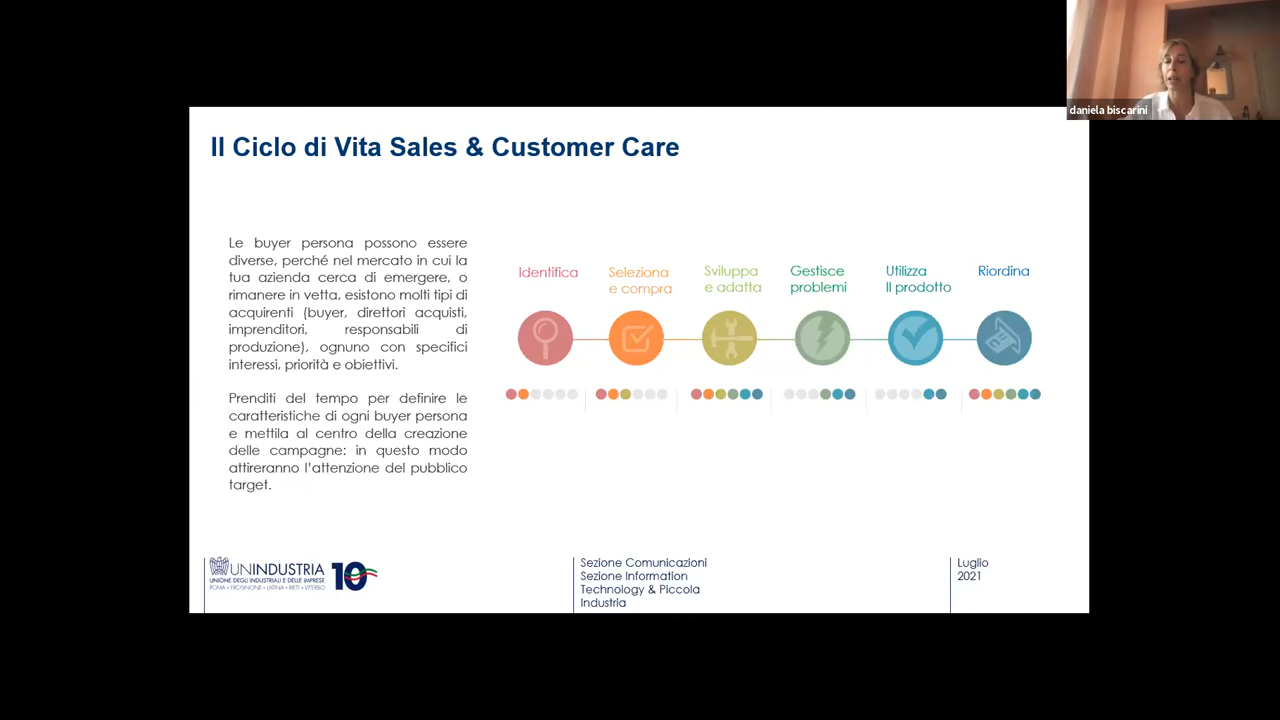 daniela biscarini
Il Ciclo di Vita Sales & Customer Care
Le buyer persona possono essere
diverse, perché nel mercato in cui la
tua azienda cerca di emergere, o
rimanere in vetta, esistono molti tipi di
acquirenti (buyer, direttori acquisti,
imprenditori, responsabili di
produzione), ognuno con specifici
interessi, priorità e obiettivi.
Prenditi del tempo per definire le
caratteristiche di ogni buyer persona
e mettila al centro della creazione
delle campagne: in questo modo
attireranno l'attenzione del pubblico
target.
Identifica
Seleziona
e compra
Sviluppa
e adatta
Gestisce
problemi
Utilizza
Il prodotto
Riordina
UNINDUSTRIA
UNIONE DEGLI INDUSTRIALI E DELLE IMPRESE
ROMA • FROSINONE • LATINA • RIETI • VITERBO
10
Sezione Comunicazioni
Sezione Information
Technology & Piccola
Industria
Luglio
2021